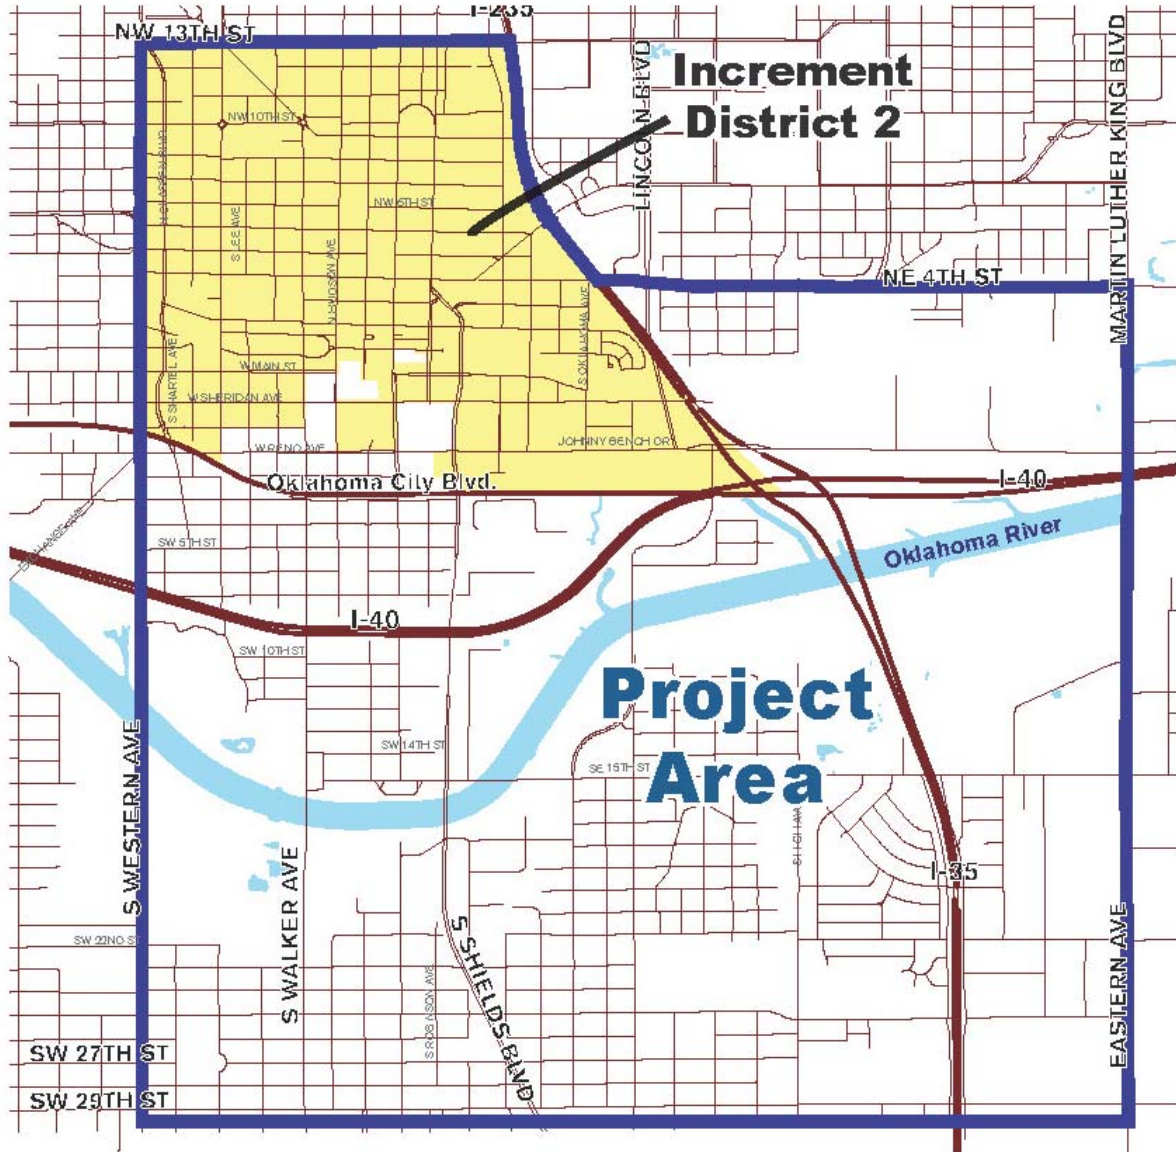 I-235
NW 13TH ST
LINCOLN BLVD
MARTIN LUTHER KING BLVD
Increment
District 2
NW 10TH ST
NW 6TH ST
S LEE AVE
N HUDSON AVE
NE 4TH ST
S OKLAHOMA AVE
S SHARTEL AVE
W MAIN ST
W SHERIDAN AVE
W RENO AVE
JOHNNY BENCH DR
Oklahoma City Blvd.
I-40
Oklahoma River
SW 5TH ST
I-40
SW 10TH ST
Project
Area
SW 14TH ST
SE 15TH ST
S WESTERN AVE
S WALKER AVE
I-35
S SHIELDS BLVD
SW 22ND ST
S ROBINSON AVE
EASTERN AVE
SW 27TH ST
SW 29TH ST